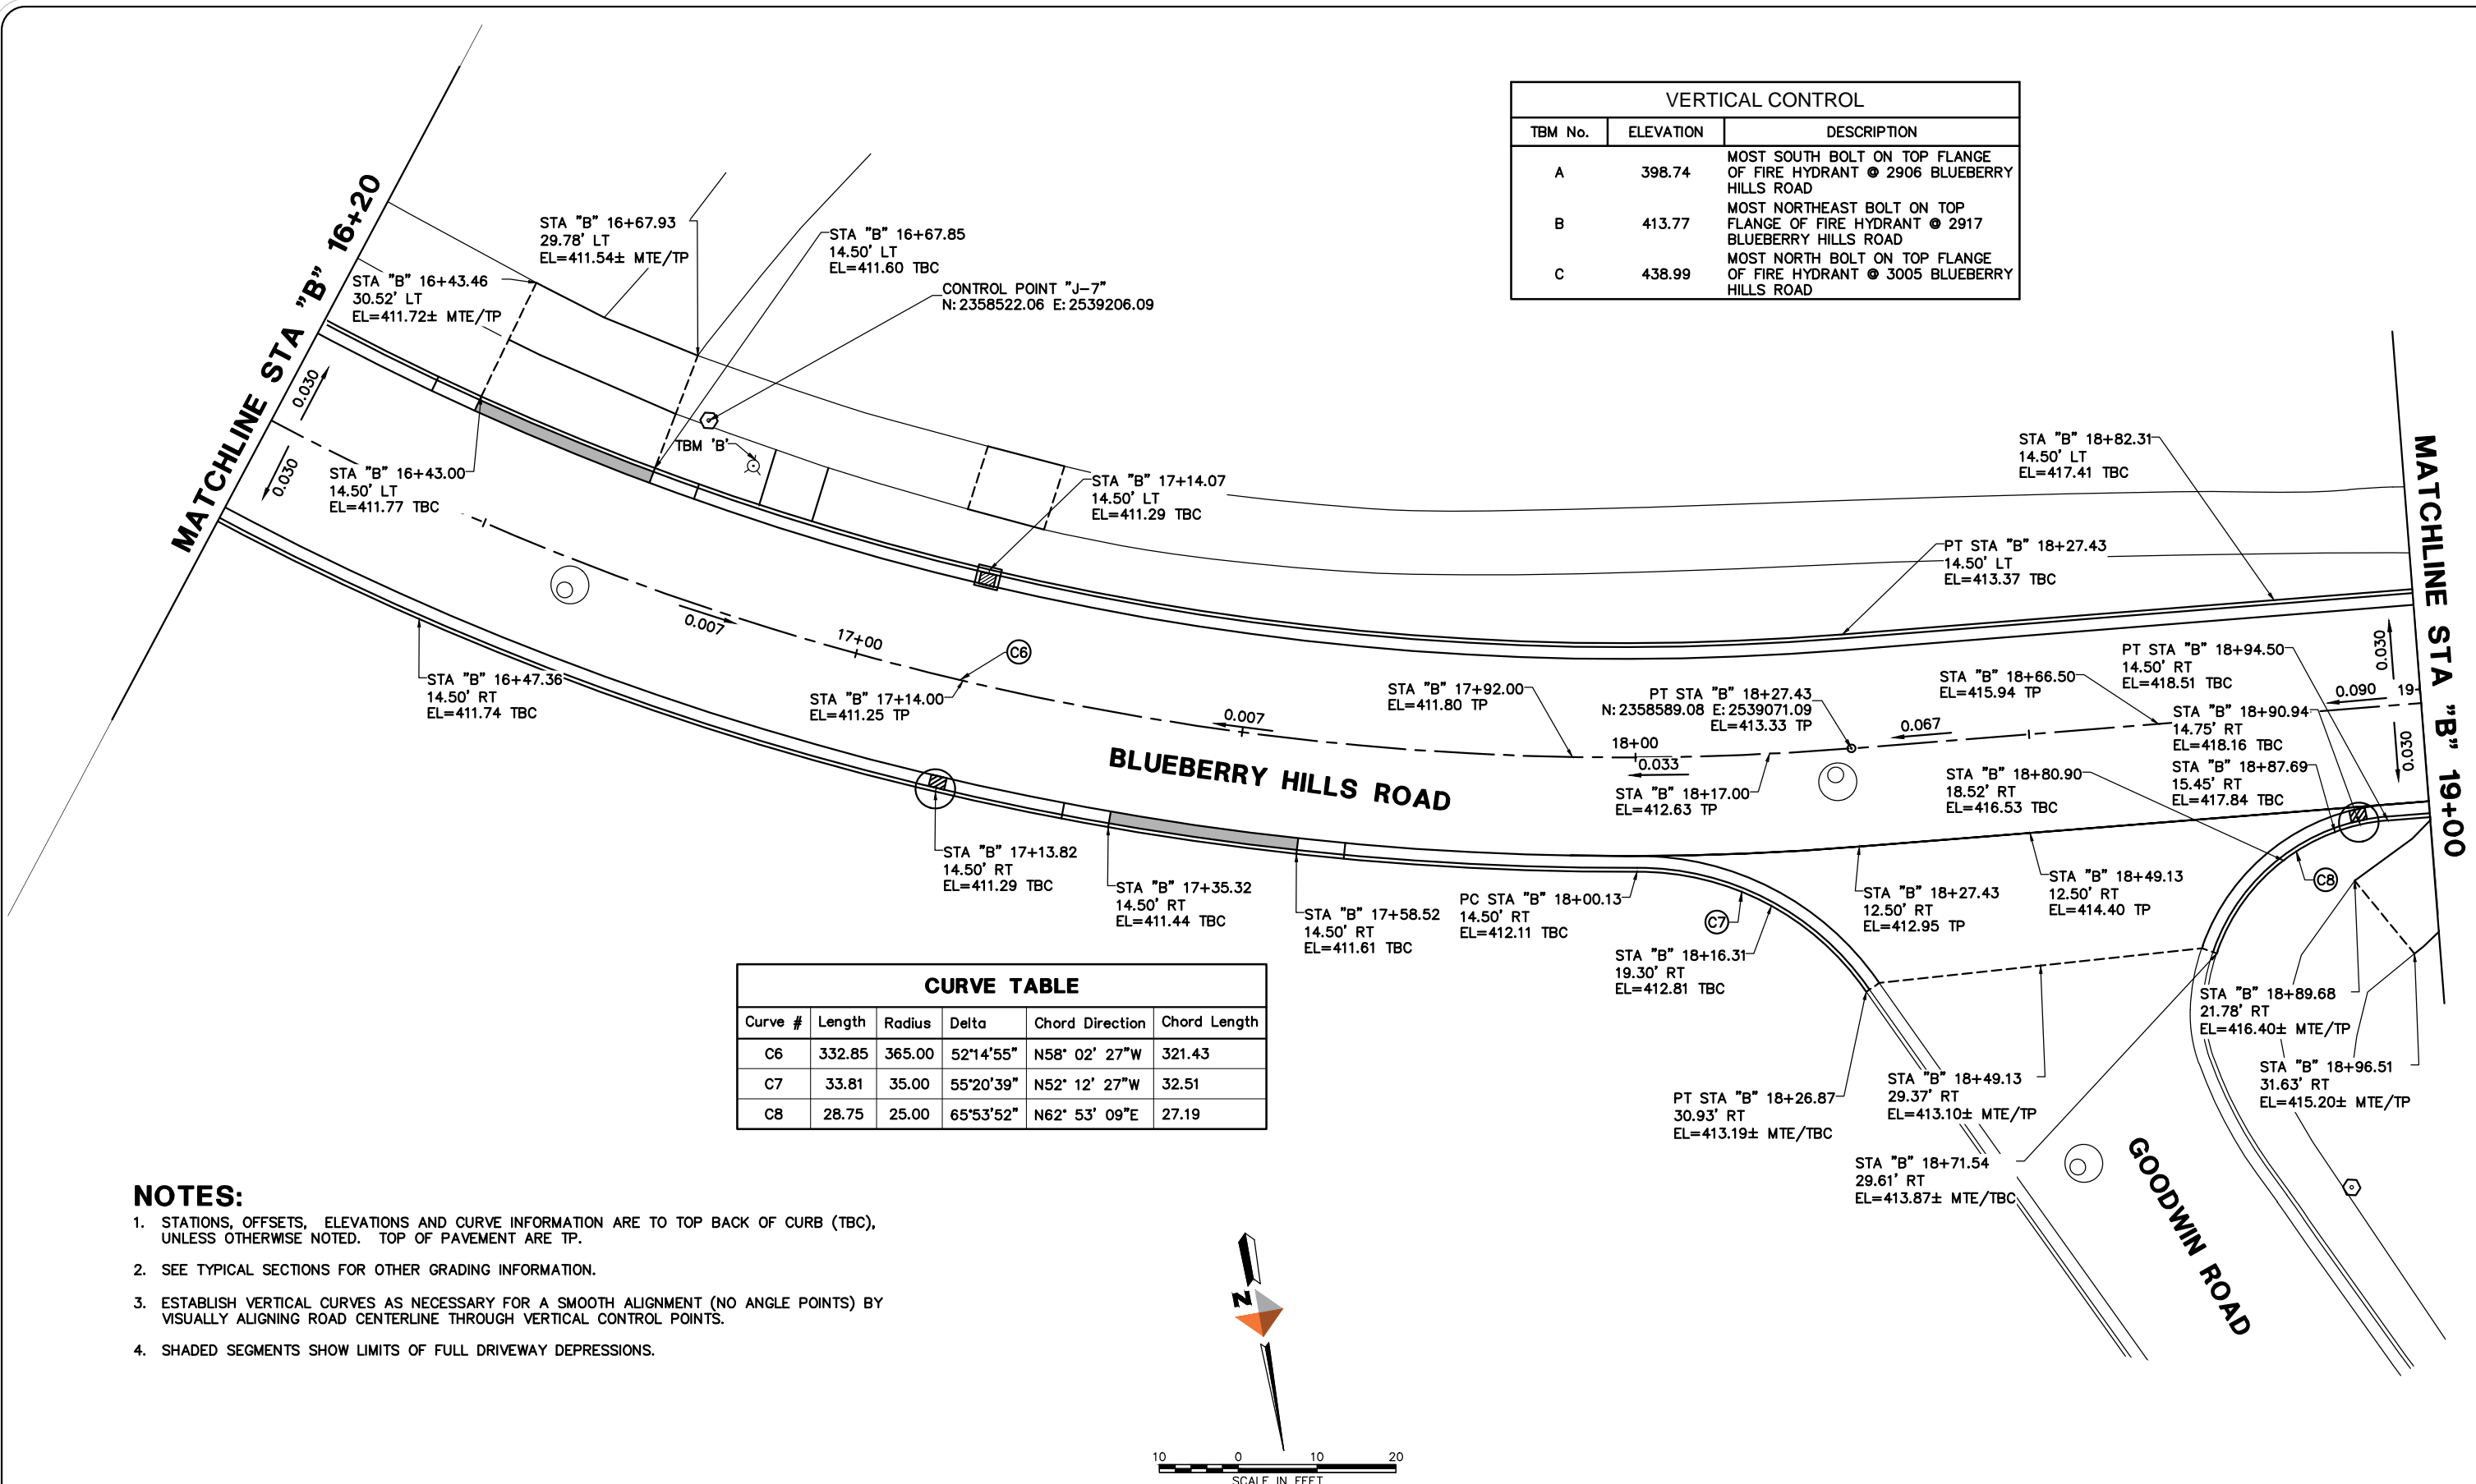 VERTICAL CONTROL
TBM No. ELEVATION DESCRIPTION
A 398.74 MOST SOUTH BOLT ON TOP FLANGE
OF FIRE HYDRANT @ 2906 BLUEBERRY
HILLS ROAD
B 413.77 MOST NORTHEAST BOLT ON TOP
FLANGE OF FIRE HYDRANT @ 2917
BLUEBERRY HILLS ROAD
C 438.99 MOST NORTH BOLT ON TOP FLANGE
OF FIRE HYDRANT @ 3005 BLUEBERRY
HILLS ROAD
MATCHLINE STA "B" 16+20
STA "B" 16+67.93
29.78' LT
EL=411.54± MTE/TP
STA "B" 16+67.85
14.50' LT
EL=411.60 TBC
STA "B" 16+43.46
30.52' LT
EL=411.72± MTE/TP
CONTROL POINT "J-7"
N:2358522.06 E:2539206.09
0.030
0.030
TBM 'B'
STA "B" 16+43.00
14.50' LT
EL=411.77 TBC
STA "B" 17+14.07
14.50' LT
EL=411.29 TBC
STA "B" 18+82.31
14.50' LT
EL=417.41 TBC
MATCHLINE STA "B" 19+00
PT STA "B" 18+27.43
14.50' LT
EL=413.37 TBC
0.007
17+00
C6
STA "B" 16+47.36
14.50' RT
EL=411.74 TBC
STA "B" 17+14.00
EL=411.25 TP
0.007
STA "B" 17+92.00
EL=411.80 TP
PT STA "B" 18+27.43
N:2358589.08 E:2539071.09
EL=413.33 TP
STA "B" 18+66.50
EL=415.94 TP
PT STA "B" 18+94.50
14.50' RT
EL=418.51 TBC
0.030
0.090
19
STA "B" 18+90.94
14.75' RT
EL=418.16 TBC
0.067
18+00
0.033
BLUEBERRY HILLS ROAD
STA "B" 18+17.00
EL=412.63 TP
STA "B" 18+80.90
18.52' RT
EL=416.53 TBC
STA "B" 18+87.69
15.45' RT
EL=417.84 TBC
0.030
STA "B" 17+13.82
14.50' RT
EL=411.29 TBC
STA "B" 17+35.32
14.50' RT
EL=411.44 TBC
STA "B" 17+58.52
14.50' RT
EL=411.61 TBC
PC STA "B" 18+00.13
14.50' RT
EL=412.11 TBC
C7
STA "B" 18+27.43
12.50' RT
EL=412.95 TP
STA "B" 18+49.13
12.50' RT
EL=414.40 TP
C8
STA "B" 18+16.31
19.30' RT
EL=412.81 TBC
STA "B" 18+89.68
21.78' RT
EL=416.40± MTE/TP
STA "B" 18+96.51
31.63' RT
EL=415.20± MTE/TP
PT STA "B" 18+26.87
30.93' RT
EL=413.19± MTE/TBC
STA "B" 18+49.13
29.37' RT
EL=413.10± MTE/TP
STA "B" 18+71.54
29.61' RT
EL=413.87± MTE/TBC
GOODWIN ROAD
CURVE TABLE
Curve # Length Radius Delta Chord Direction Chord Length
C6 332.85 365.00 52°14'55" N58° 02' 27"W 321.43
C7 33.81 35.00 55°20'39" N52° 12' 27"W 32.51
C8 28.75 25.00 65°53'52" N62° 53' 09"E 27.19
NOTES:
1. STATIONS, OFFSETS, ELEVATIONS AND CURVE INFORMATION ARE TO TOP BACK OF CURB (TBC),
UNLESS OTHERWISE NOTED. TOP OF PAVEMENT ARE TP.
2. SEE TYPICAL SECTIONS FOR OTHER GRADING INFORMATION.
3. ESTABLISH VERTICAL CURVES AS NECESSARY FOR A SMOOTH ALIGNMENT (NO ANGLE POINTS) BY
VISUALLY ALIGNING ROAD CENTERLINE THROUGH VERTICAL CONTROL POINTS.
4. SHADED SEGMENTS SHOW LIMITS OF FULL DRIVEWAY DEPRESSIONS.
N
10 0 10 20
SCALE IN FEET